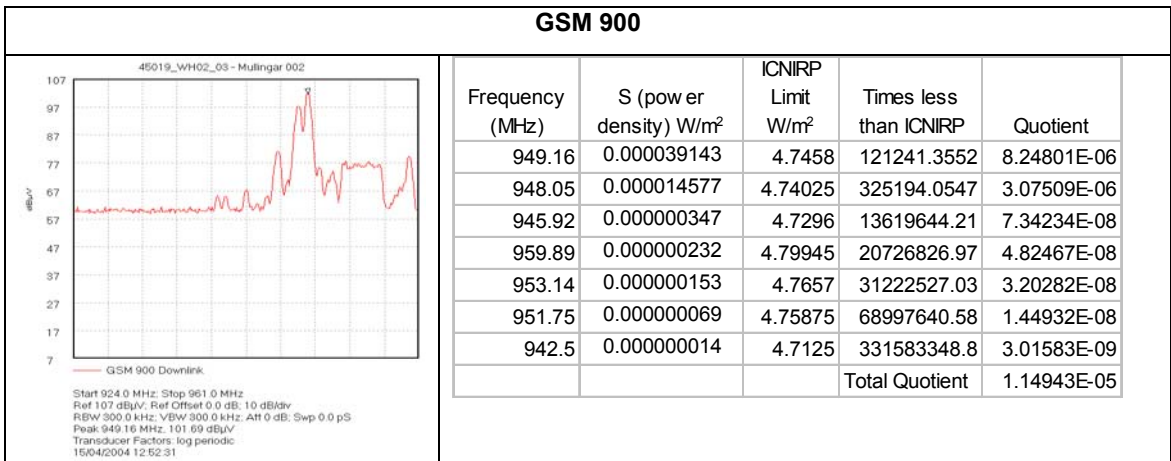 GSM 900
45019_WH02_03 - Mullingar 002
107
97
87
77
67
57
47
37
27
17
7
dBµV
GSM 900 Downlink
Start 924.0 MHz; Stop 961.0 MHz
Ref 107 dBµV; Ref Offset 0.0 dB; 10 dB/div
RBW 300.0 kHz; VBW 300.0 kHz; Att 0 dB; Swp 0.0 pS
Peak 949.16 MHz, 101.69 dBµV
Transducer Factors: log periodic
15/04/2004 12:52:31
Frequency (MHz) S (power density) W/m² ICNIRP Limit W/m² Times less than ICNIRP Quotient
949.16 0.000039143 4.7458 121241.3552 8.24801E-06
948.05 0.000014577 4.74025 325194.0547 3.07509E-06
945.92 0.000000347 4.7296 13619644.21 7.34234E-08
959.89 0.000000232 4.79945 20726826.97 4.82467E-08
953.14 0.000000153 4.7657 31222527.03 3.20282E-08
951.75 0.000000069 4.75875 68997640.58 1.44932E-08
942.5 0.000000014 4.7125 331583348.8 3.01583E-09
Total Quotient 1.14943E-05